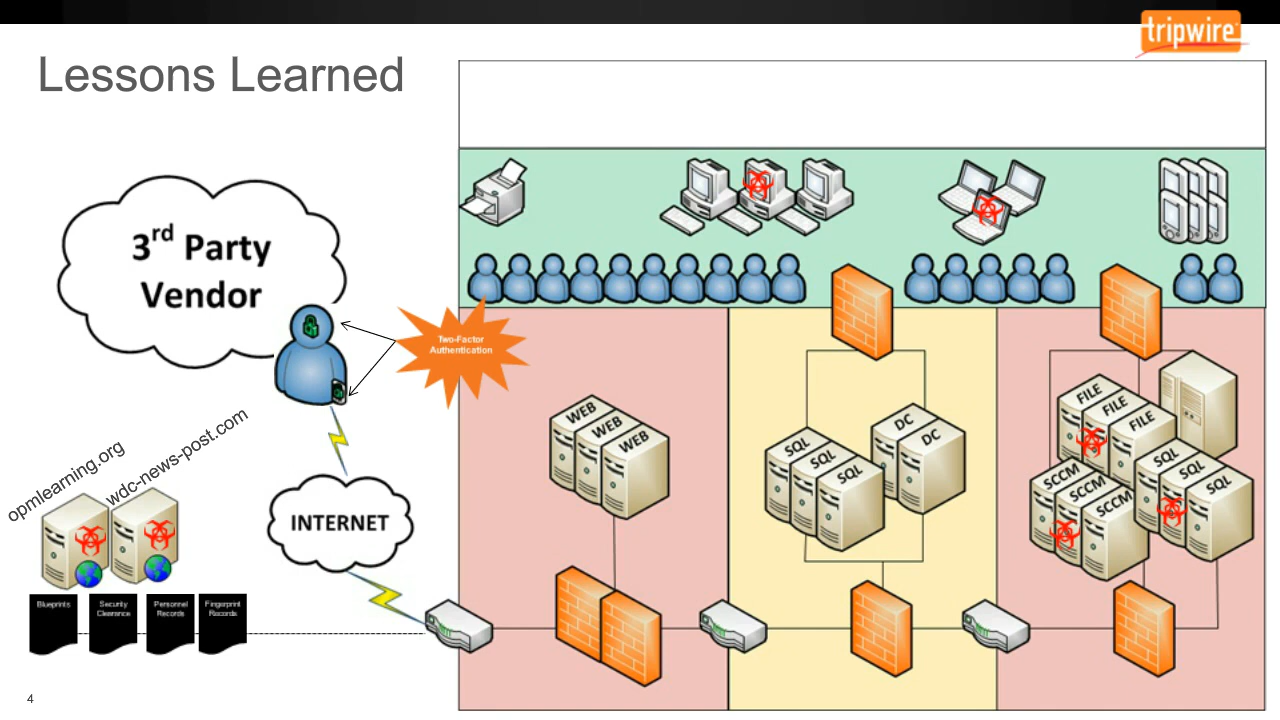 tripwire
Lessons Learned
3rd Party
Vendor
Two-Factor
Authentication
opmlearning.org
wdc-news-post.com
INTERNET
Blueprints
Security
Clearance
Personnel
Records
Fingerprint
Records
WEB
WEB
WEB
SQL
SQL
SQL
DC
DC
FILE
FILE
FILE
SCCM
SCCM
SCCM
SQL
SQL
SQL
4